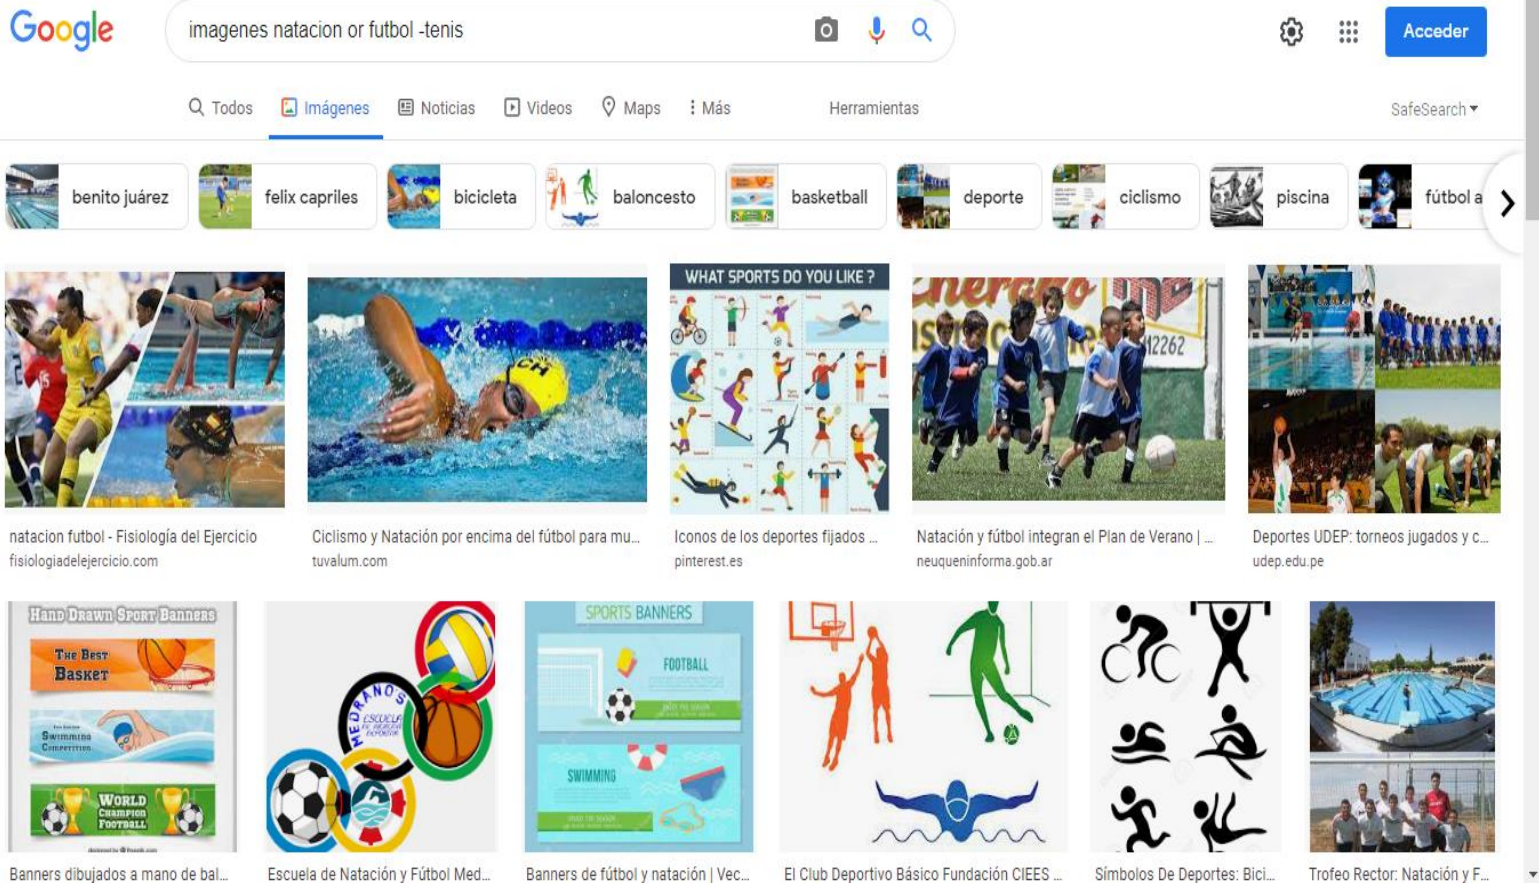 Google
imagenes natacion or futbol -tenis
Acceder
Todos
Imágenes
Noticias
Videos
Maps
Más
Herramientas
SafeSearch
benito juárez
felix capriles
bicicleta
baloncesto
basketball
deporte
ciclismo
piscina
fútbol a
WHAT SPORTS DO YOU LIKE ?
12262
CH
natacion futbol - Fisiología del Ejercicio
fisiologiadelejercicio.com
Ciclismo y Natación por encima del fútbol para mu...
tuvalum.com
Iconos de los deportes fijados ...
pinterest.es
Natación y fútbol integran el Plan de Verano | ...
neuqueninforma.gob.ar
Deportes UDEP: torneos jugados y c...
udep.edu.pe
HAND DRAWN SPORT BANNERS
THE BEST
BASKET
SWIMMING
COMPETITION
WORLD
CHAMPION
FOOTBALL
MEDRANO'S
ESCUELA
SPORTS BANNERS
FOOTBALL
SWIMMING
Banners dibujados a mano de bal...
Escuela de Natación y Fútbol Med...
Banners de fútbol y natación | Vec...
El Club Deportivo Básico Fundación CIEES ...
Símbolos De Deportes: Bici...
Trofeo Rector: Natación y F...